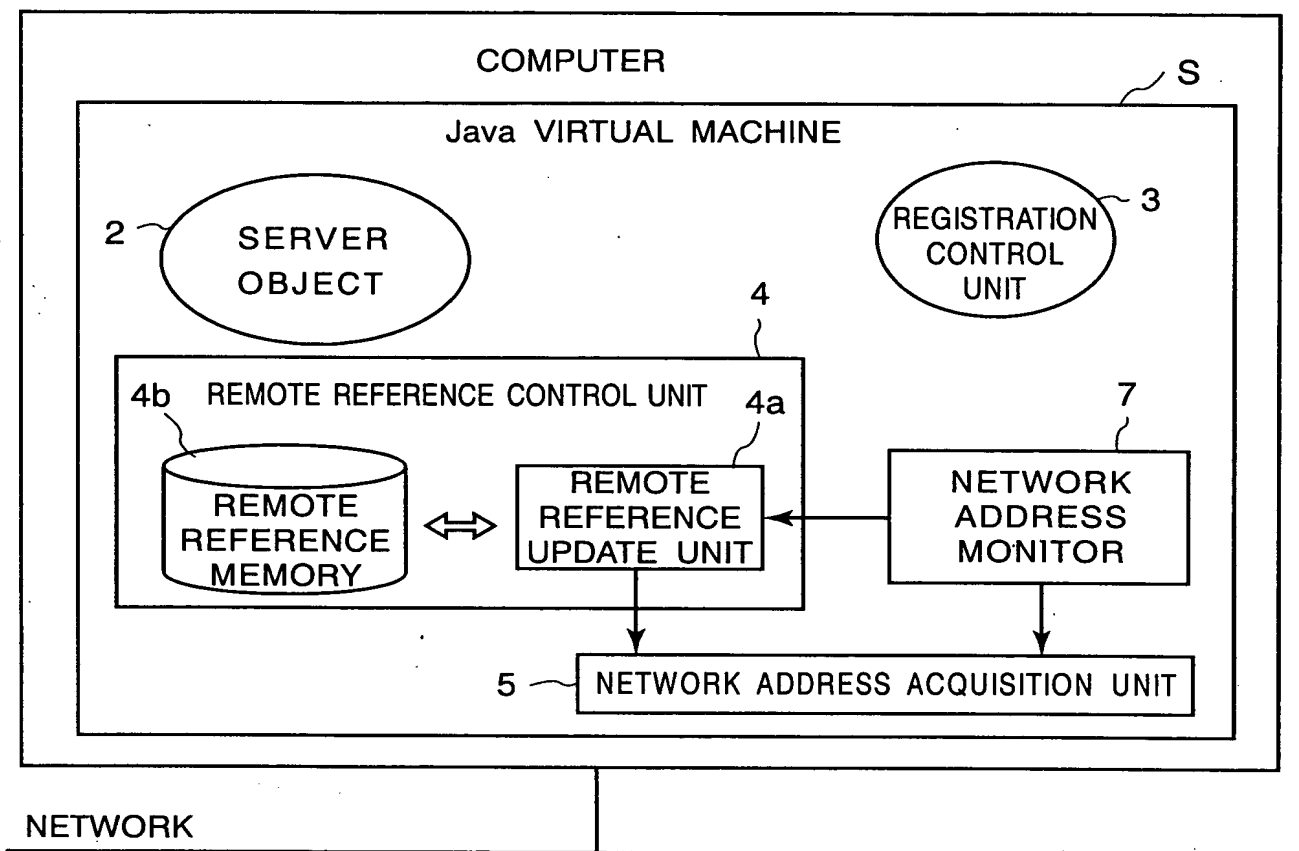 COMPUTER
S
Java VIRTUAL MACHINE
2
SERVER
OBJECT
3
REGISTRATION
CONTROL
UNIT
4
REMOTE REFERENCE CONTROL UNIT
4b
4a
7
REMOTE
REFERENCE
MEMORY
REMOTE
REFERENCE
UPDATE UNIT
NETWORK
ADDRESS
MONITOR
5
NETWORK ADDRESS ACQUISITION UNIT
NETWORK